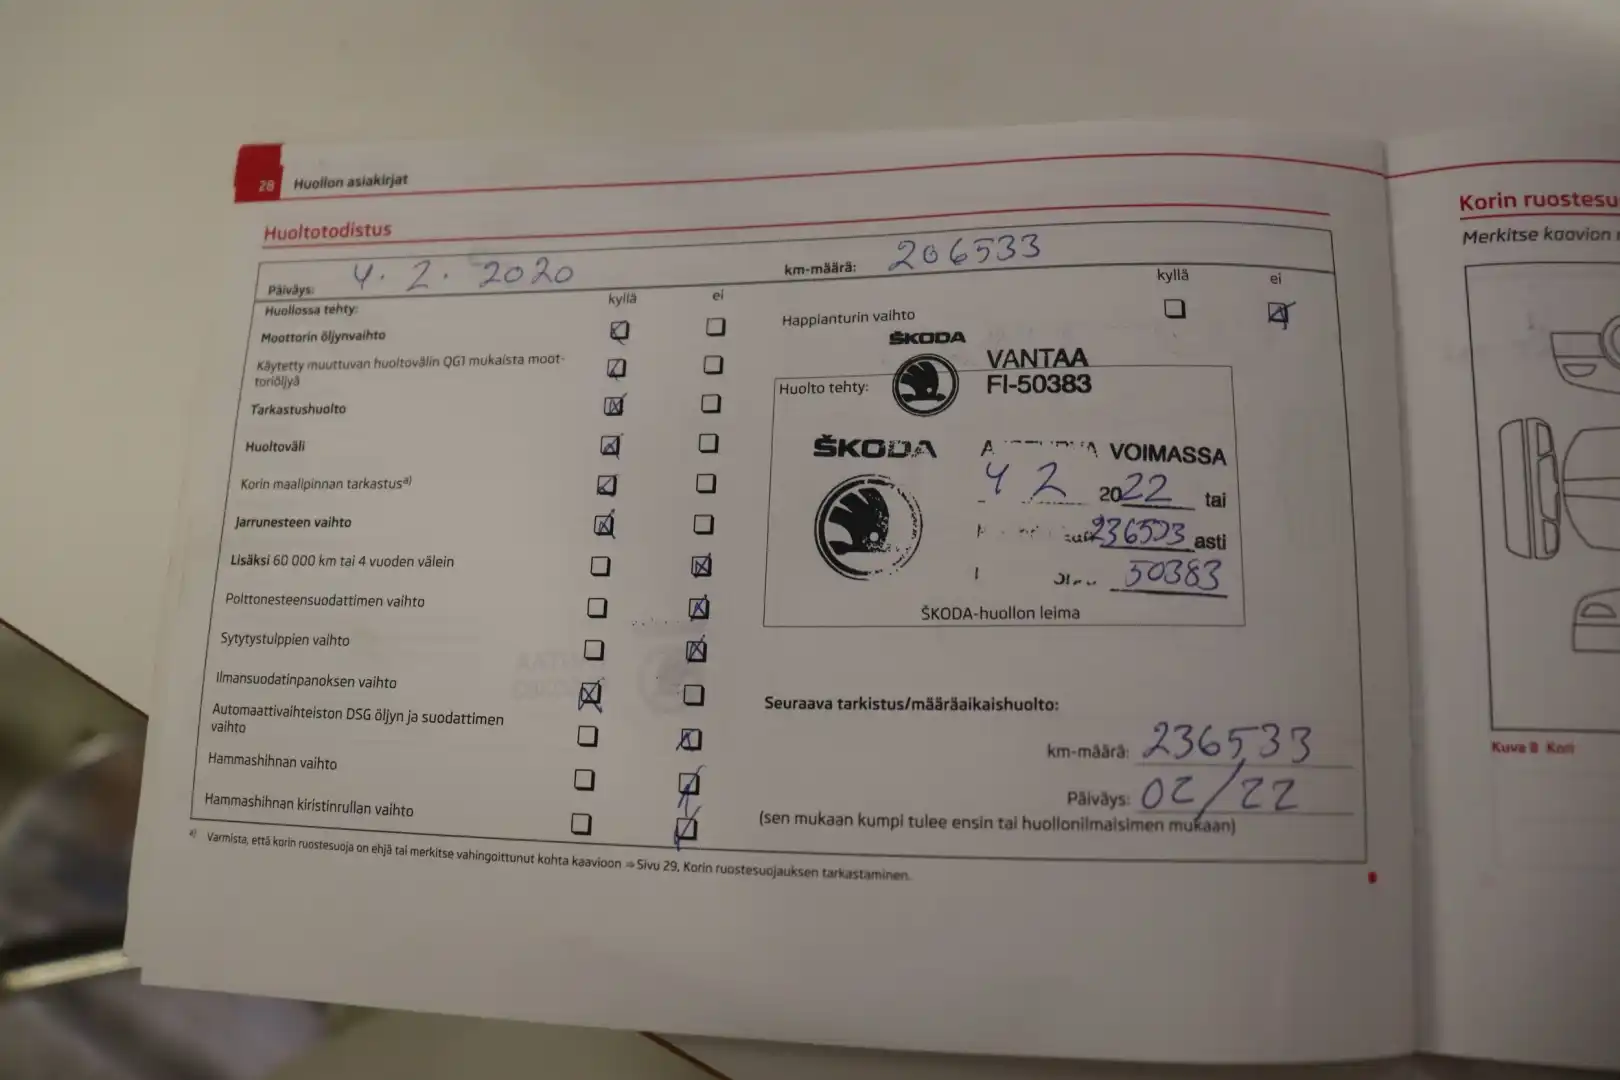 28 Huollon asiakirjat
Huoltotodistus
Päiväys: 4.2.2020
km-määrä: 206533
Huollossa tehty: kyllä ei
Moottorin öljynvaihto
Käytetty muuttuvan huoltovälin QG1 mukaista moot-
toriöljyä
Tarkastushuolto
Huoltoväli
Korin maalipinnan tarkastus a)
Jarrunesteen vaihto
Lisäksi 60 000 km tai 4 vuoden välein
Polttonesteensuodattimen vaihto
Sytytystulppien vaihto
Ilmansuodatinpanoksen vaihto
Automaattivaihteiston DSG öljyn ja suodattimen
vaihto
Hammashihnan vaihto
Hammashihnan kiristinrullan vaihto
kyllä ei
Happianturin vaihto
ŠKODA
VANTAA
FI-50383
Huolto tehty:
ŠKODA
VOIMASSA
4 2 2022 tai
asti
50383
ŠKODA-huollon leima
Seuraava tarkistus/määräaikaishuolto:
km-määrä: 236533
Päiväys: 02/22
(sen mukaan kumpi tulee ensin tai huollonilmaisimen mukaan)
a) Varmista, että korin ruostesuoja on ehjä tai merkitse vahingoittunut kohta kaavioon ⇒ Sivu 29, Korin ruostesuojauksen tarkastaminen.
Korin ruostesu
Merkitse kaavion
Kuva 8 Kori